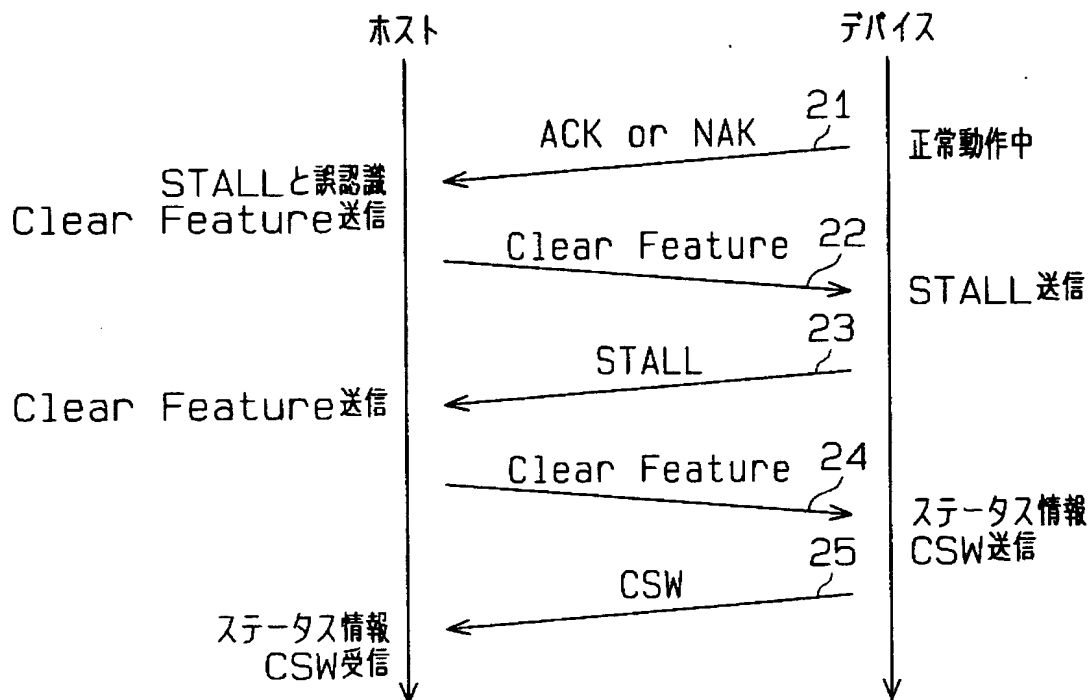 ホスト
デバイス
21
ACK or NAK
正常動作中
STALLと誤認識
Clear Feature送信
Clear Feature
22
STALL送信
23
STALL
Clear Feature送信
Clear Feature
24
ステータス情報
CSW送信
25
CSW
ステータス情報
CSW受信